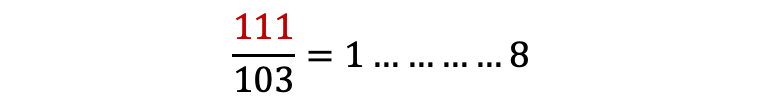 111/103 = 1 … … … … 8